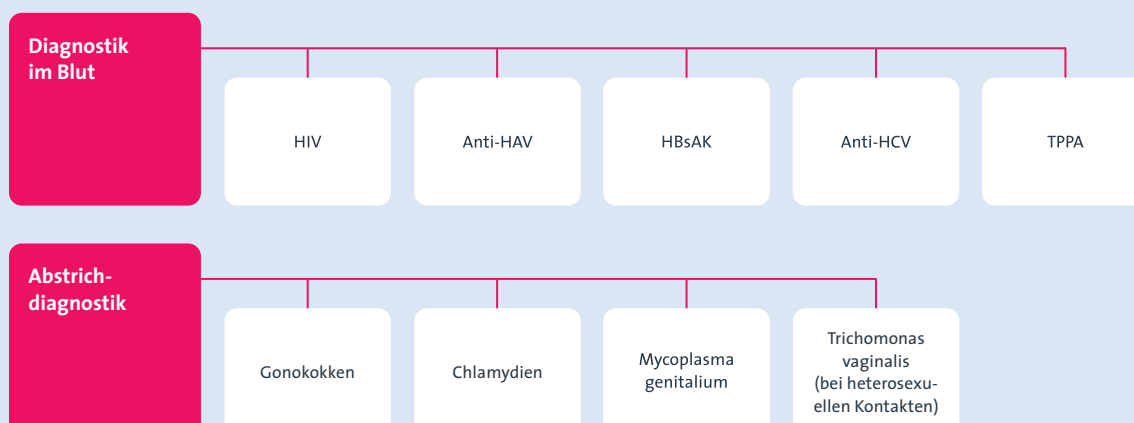 Diagnostik
im Blut
HIV
Anti-HAV
HBsAK
Anti-HCV
TPPA
Abstrich-
diagnostik
Gonokokken
Chlamydien
Mycoplasma
genitalium
Trichomonas
vaginalis
(bei heterosexu-
ellen Kontakten)